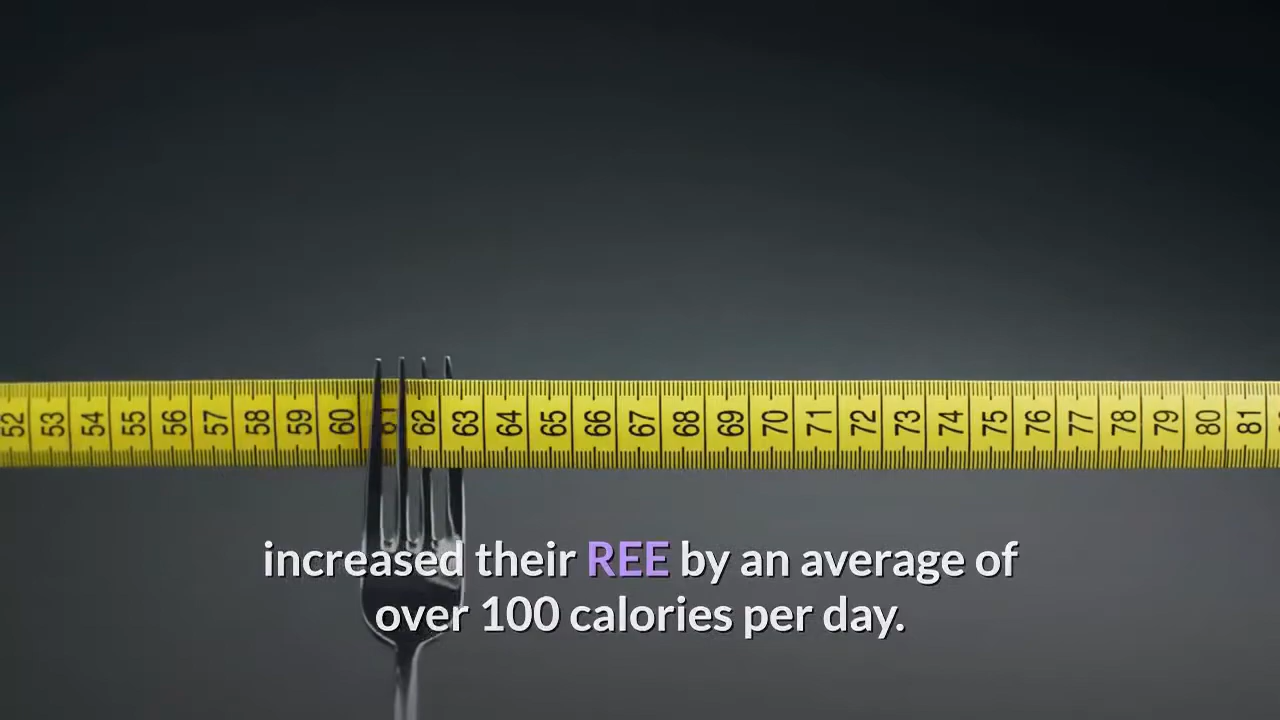 52 53 54 55 56 57 58 59 60 61 62 63 64 65 66 67 68 69 70 71 72 73 74 75 76 77 78 79 80 81
increased their REE by an average of
over 100 calories per day.